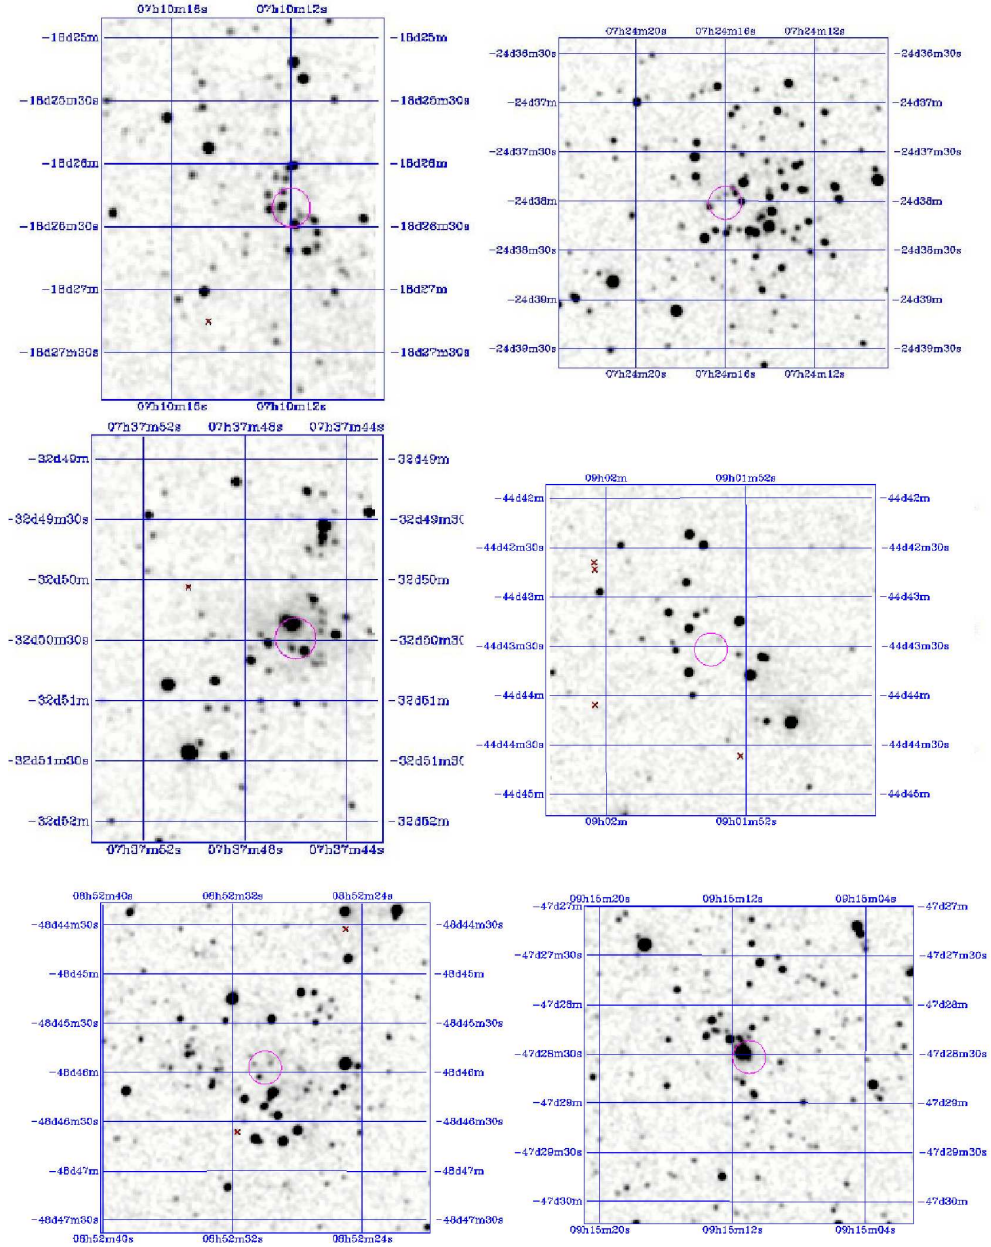 07h10m16s 07h10m12s
-18d25m -18d25m
-18d25m30s -18d25m30s
-18d26m -18d26m
-18d26m30s -18d26m30s
-18d27m -18d27m
-18d27m30s -18d27m30s
07h10m16s 07h10m12s
07h24m20s 07h24m16s 07h24m12s
-24d36m30s -24d36m30s
-24d37m -24d37m
-24d37m30s -24d37m30s
-24d38m -24d38m
-24d38m30s -24d38m30s
-24d39m -24d39m
-24d39m30s -24d39m30s
07h24m20s 07h24m16s 07h24m12s
07h37m52s 07h37m48s 07h37m44s
-32d49m -32d49m
-32d49m30s -32d49m30
-32d50m -32d50m
-32d50m30s -32d50m30
-32d51m -32d51m
-32d51m30s -32d51m30
-32d52m -32d52m
07h37m52s 07h37m48s 07h37m44s
09h02m 09h01m52s
-44d42m -44d42m
-44d42m30s -44d42m30s
-44d43m -44d43m
-44d43m30s -44d43m30s
-44d44m -44d44m
-44d44m30s -44d44m30s
-44d45m -44d45m
09h02m 09h01m52s
08h52m40s 08h52m32s 08h52m24s
-48d44m30s -48d44m30s
-48d45m -48d45m
-48d45m30s -48d45m30s
-48d46m -48d46m
-48d46m30s -48d46m30s
-48d47m -48d47m
-48d47m30s -48d47m30s
08h52m40s 08h52m32s 08h52m24s
09h15m20s 09h15m12s 09h15m04s
-47d27m -47d27m
-47d27m30s -47d27m30s
-47d28m -47d28m
-47d28m30s -47d28m30s
-47d29m -47d29m
-47d29m30s -47d29m30s
-47d30m -47d30m
09h15m20s 09h15m12s 09h15m04s